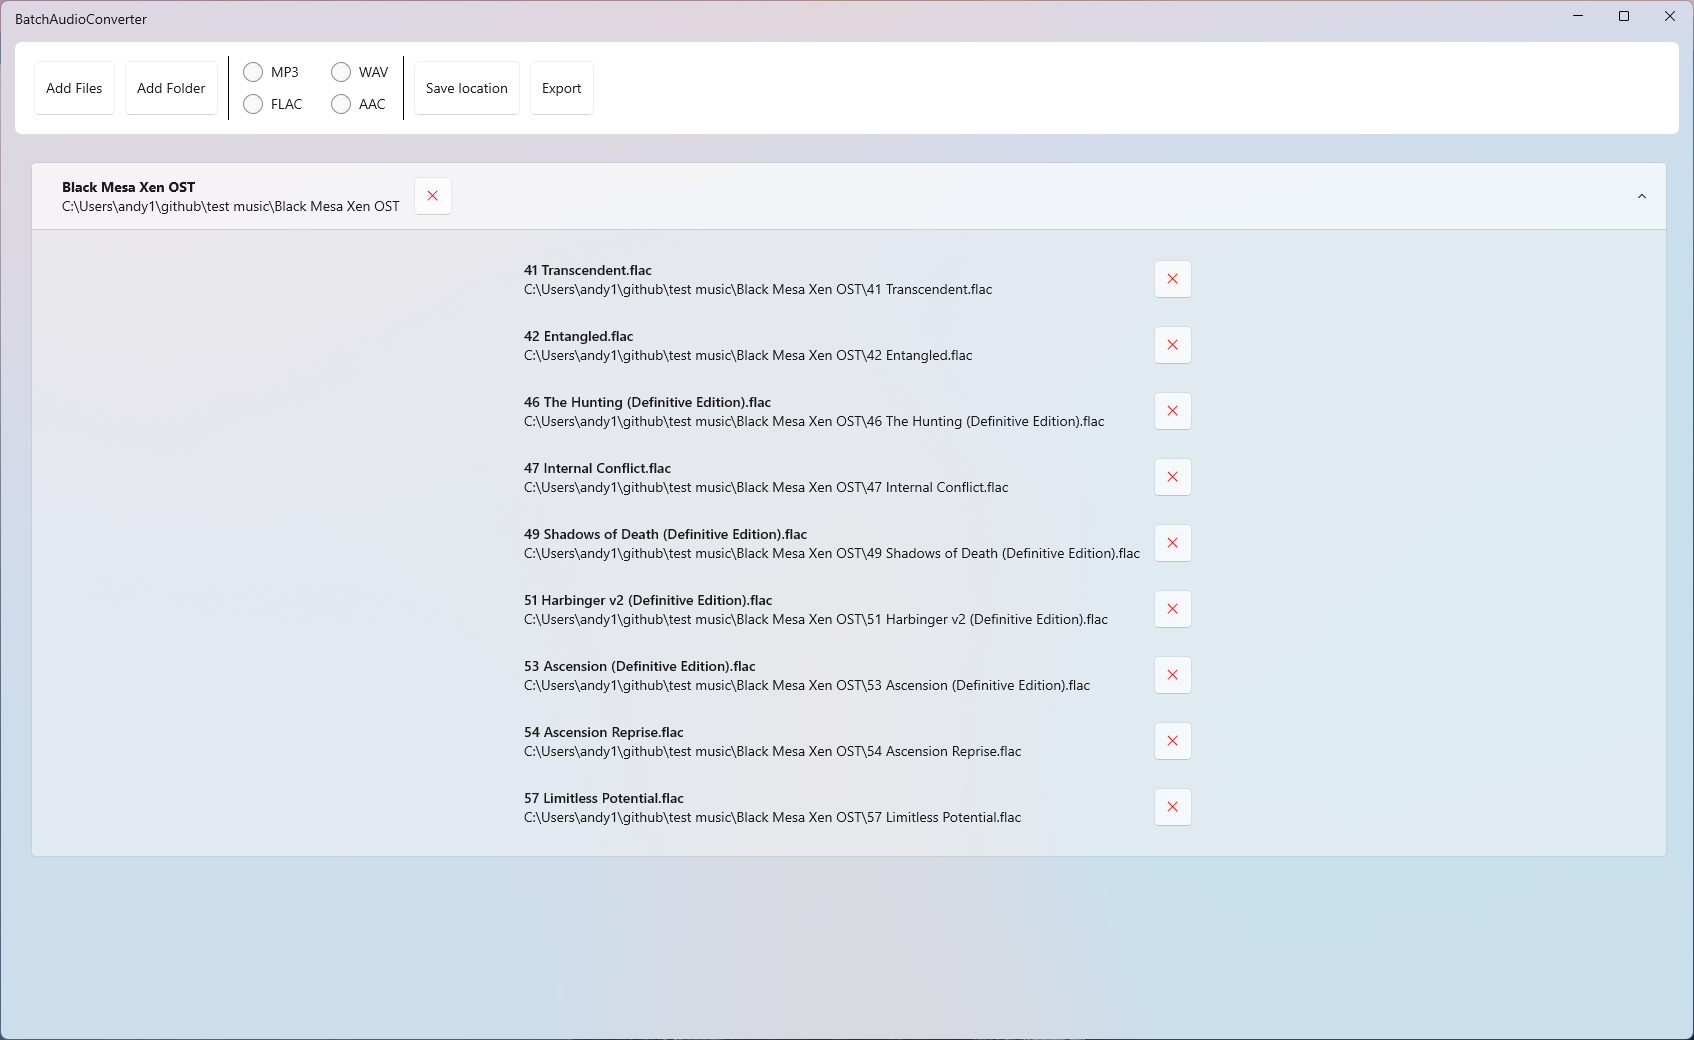 BatchAudioConverter
Add Files
Add Folder
MP3
WAV
FLAC
AAC
Save location
Export
Black Mesa Xen OST
C:\Users\andy1\github\test music\Black Mesa Xen OST
41 Transcendent.flac
C:\Users\andy1\github\test music\Black Mesa Xen OST\41 Transcendent.flac
42 Entangled.flac
C:\Users\andy1\github\test music\Black Mesa Xen OST\42 Entangled.flac
46 The Hunting (Definitive Edition).flac
C:\Users\andy1\github\test music\Black Mesa Xen OST\46 The Hunting (Definitive Edition).flac
47 Internal Conflict.flac
C:\Users\andy1\github\test music\Black Mesa Xen OST\47 Internal Conflict.flac
49 Shadows of Death (Definitive Edition).flac
C:\Users\andy1\github\test music\Black Mesa Xen OST\49 Shadows of Death (Definitive Edition).flac
51 Harbinger v2 (Definitive Edition).flac
C:\Users\andy1\github\test music\Black Mesa Xen OST\51 Harbinger v2 (Definitive Edition).flac
53 Ascension (Definitive Edition).flac
C:\Users\andy1\github\test music\Black Mesa Xen OST\53 Ascension (Definitive Edition).flac
54 Ascension Reprise.flac
C:\Users\andy1\github\test music\Black Mesa Xen OST\54 Ascension Reprise.flac
57 Limitless Potential.flac
C:\Users\andy1\github\test music\Black Mesa Xen OST\57 Limitless Potential.flac